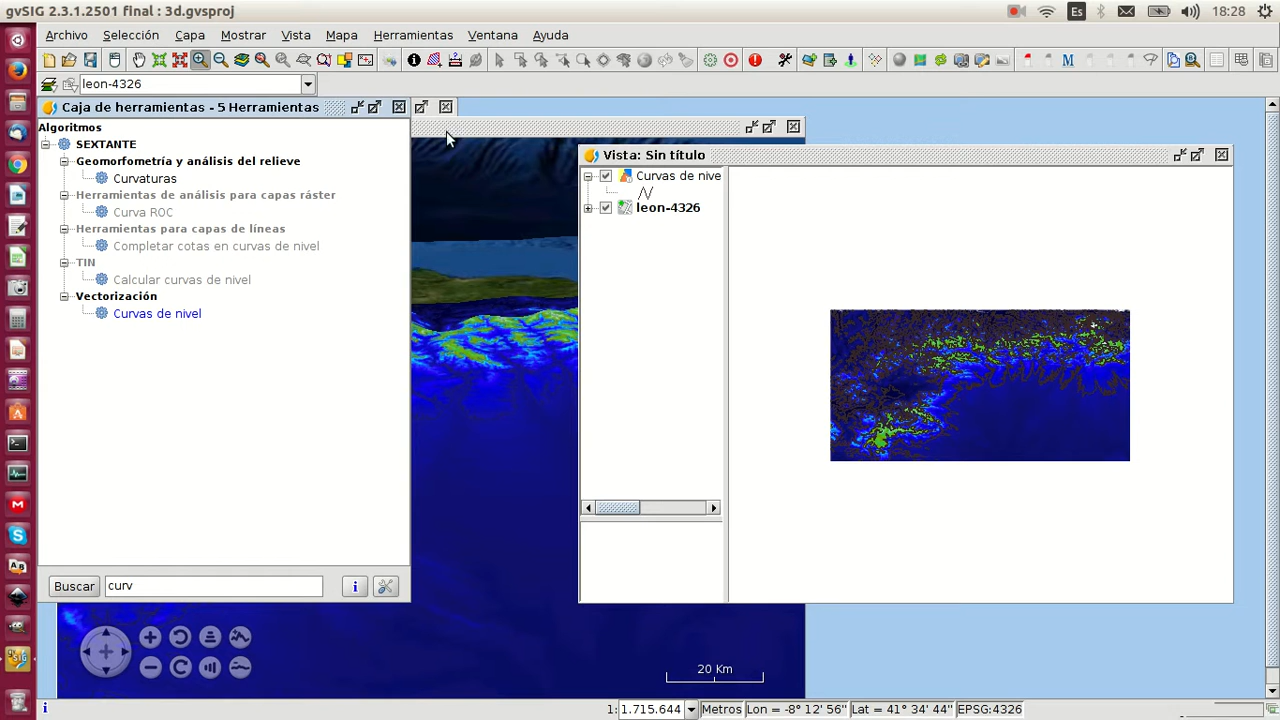 gvSIG 2.3.1.2501 final : 3d.gvsproj
Es
18:28
Archivo Selección Capa Mostrar Vista Mapa Herramientas Ventana Ayuda
leon-4326
Caja de herramienias - 5 Herramientas
Algoritmos
SEXTANTE
Geomorfometría y análisis del relieve
Curvaturas
Herramientas de análisis para capas ráster
Curva ROC
Herramientas para capas de líneas
Completar cotas en curvas de nivel
TIN
Calcular curvas de nivel
Vectorización
Curvas de nivel
Buscar curv
Vista: Sin título
Curvas de nive
leon-4326
20 Km
1: 1.715.644 Metros Lon = -8° 12' 56" Lat = 41° 34' 44" EPSG:4326